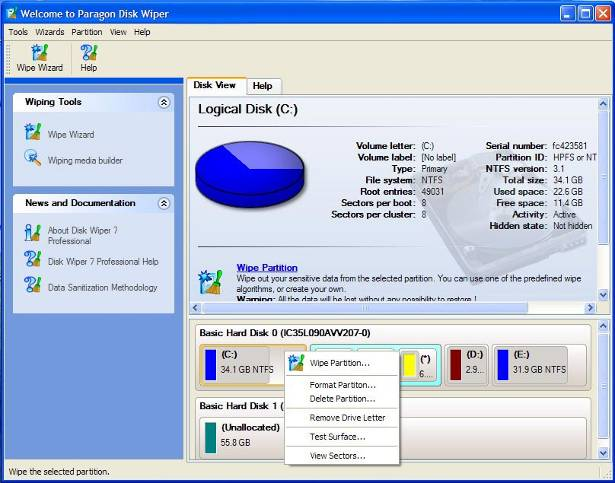 Welcome to Paragon Disk Wiper
Tools Wizards Partition View Help
Wipe Wizard
Help
Wiping Tools
Wipe Wizard
Wiping media builder
News and Documentation
About Disk Wiper 7
Professional
Disk Wiper 7 Professional Help
Data Sanitization Methodology
Disk View
Help
Logical Disk (C:)
Volume letter: (C:)
Volume label: [No label]
Type: Primary
File system: NTFS
Root entries: 49031
Sectors per boot: 8
Sectors per cluster: 8
Serial number: fc423581
Partition ID: HPFS or NT
NTFS version: 3.1
Total size: 34.1 GB
Used space: 22.6 GB
Free space: 11.4 GB
Activity: Active
Hidden state: Not hidden
Wipe Partition
Wipe out your sensitive data from the selected partition. You can use one of the predefined wipe
algorithms, or create your own.
Warning: All the data will be lost without any possibility to restore !
Basic Hard Disk 0 (IC35L090AVV207-0)
(C:)
34.1 GB NTFS
(*)
6....
(D:)
2.9...
(E:)
31.9 GB NTFS
Wipe Partition...
Format Partiton...
Delete Partition...
Remove Drive Letter
Test Surface...
View Sectors...
Basic Hard Disk 1 (
(Unallocated)
55.8 GB
Wipe the selected partition.